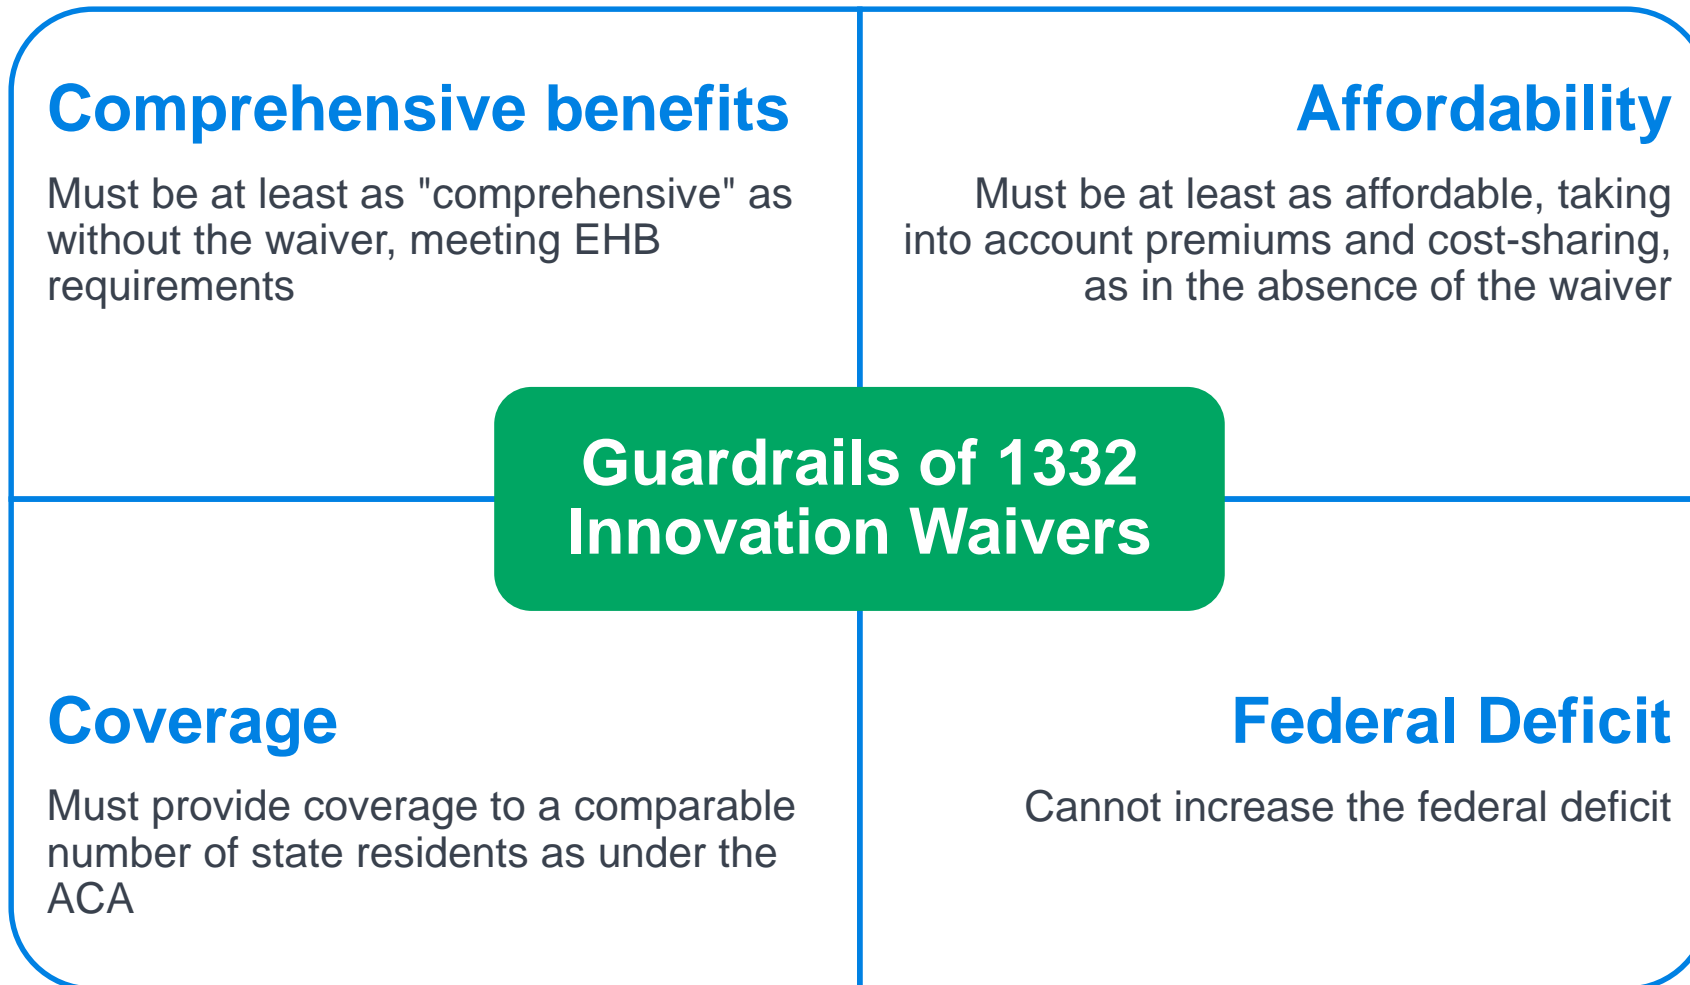 Comprehensive benefits
Must be at least as "comprehensive" as
without the waiver, meeting EHB
requirements
Affordability
Must be at least as affordable, taking
into account premiums and cost-sharing,
as in the absence of the waiver
Guardrails of 1332
Innovation Waivers
Coverage
Must provide coverage to a comparable
number of state residents as under the
ACA
Federal Deficit
Cannot increase the federal deficit